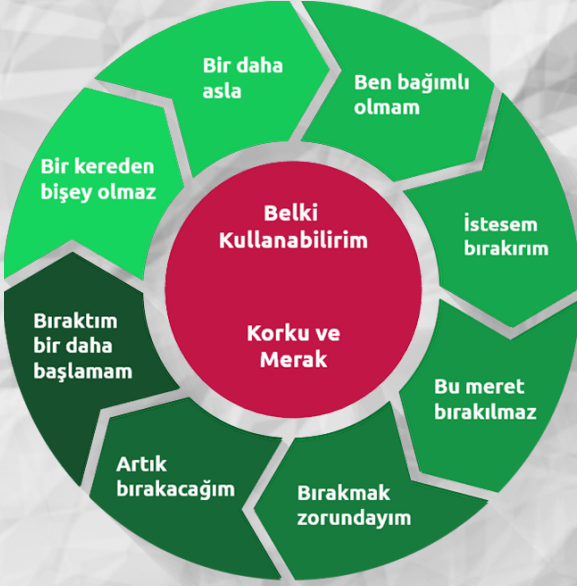 Belki
Kullanabilirim
Korku ve
Merak
Bir kereden
bişey olmaz
Bir daha
asla
Ben bağımlı
olmam
İstesem
bırakırım
Bu meret
bırakılmaz
Bırakmak
zorundayım
Artık
bırakacağım
Bıraktım
bir daha
başlamam